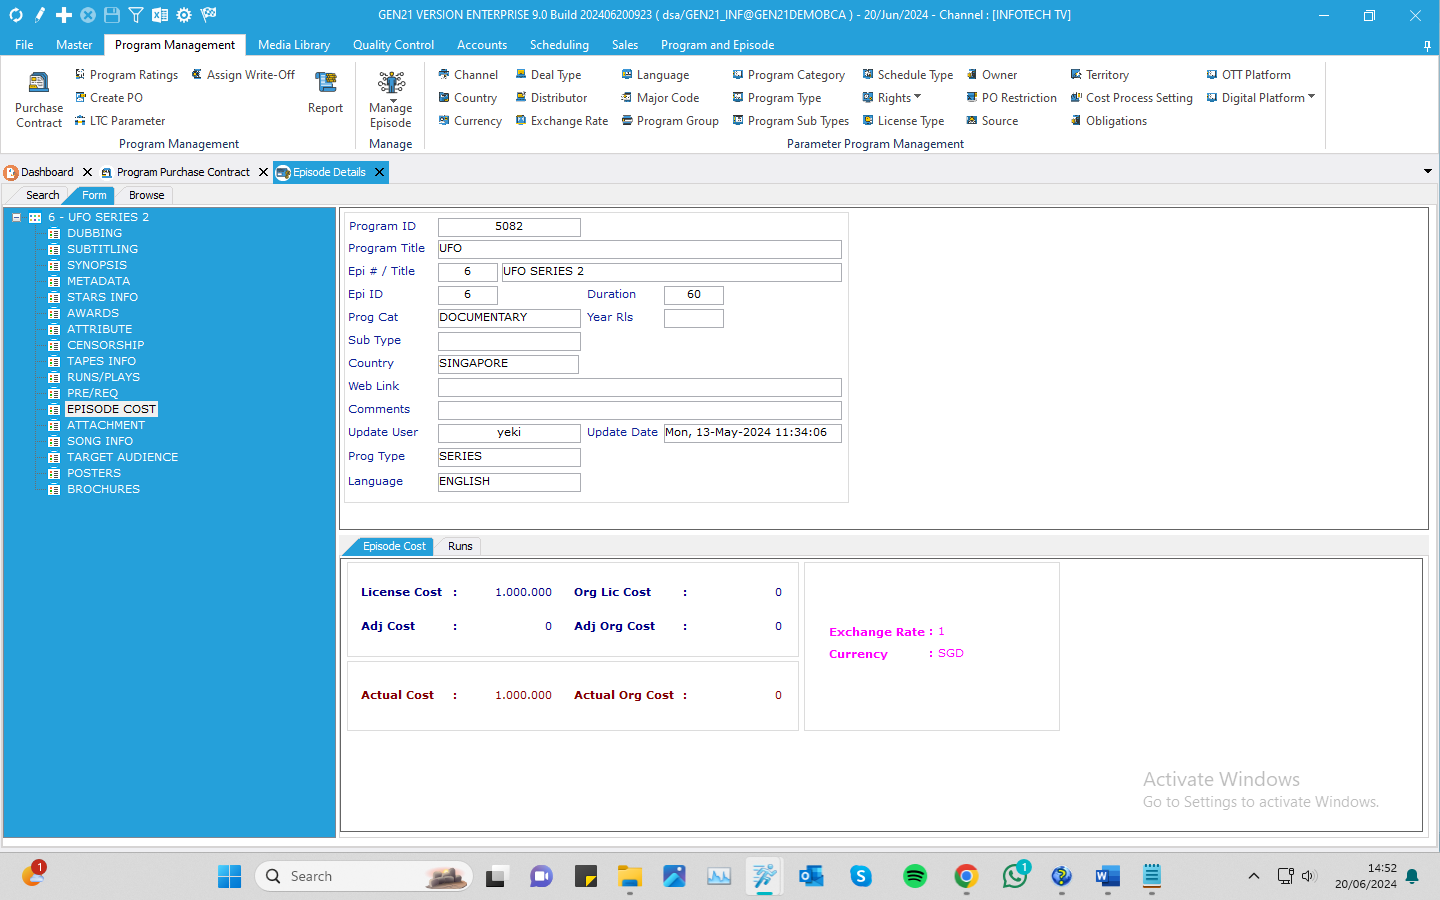 GEN21 VERSION ENTERPRISE 9.0 Build 202406200923 ( dsa/GEN21_INF@GEN21DEMOBCA ) - 20/Jun/2024 - Channel : [INFOTECH TV]
File Master Program Management Media Library Quality Control Accounts Scheduling Sales Program and Episode
Purchase Contract
Program Ratings
Create PO
LTC Parameter
Assign Write-Off
Report
Program Management
Manage Episode
Manage
Channel
Country
Currency
Deal Type
Distributor
Exchange Rate
Language
Major Code
Program Group
Program Category
Program Type
Program Sub Types
Schedule Type
Rights
License Type
Owner
PO Restriction
Source
Territory
Cost Process Setting
Obligations
OTT Platform
Digital Platform
Parameter Program Management
Dashboard Program Purchase Contract Episode Details
Search Form Browse
6 - UFO SERIES 2
DUBBING
SUBTITLING
SYNOPSIS
METADATA
STARS INFO
AWARDS
ATTRIBUTE
CENSORSHIP
TAPES INFO
RUNS/PLAYS
PRE/REQ
EPISODE COST
ATTACHMENT
SONG INFO
TARGET AUDIENCE
POSTERS
BROCHURES
Program ID 5082
Program Title UFO
Epi # / Title 6 UFO SERIES 2
Epi ID 6 Duration 60
Prog Cat DOCUMENTARY Year Rls
Sub Type
Country SINGAPORE
Web Link
Comments
Update User yeki Update Date Mon, 13-May-2024 11:34:06
Prog Type SERIES
Language ENGLISH
Episode Cost Runs
License Cost : 1.000.000 Org Lic Cost : 0
Adj Cost : 0 Adj Org Cost : 0
Actual Cost : 1.000.000 Actual Org Cost : 0
Exchange Rate : 1
Currency : SGD
Activate Windows
Go to Settings to activate Windows.
1
Search
1
14:52
20/06/2024